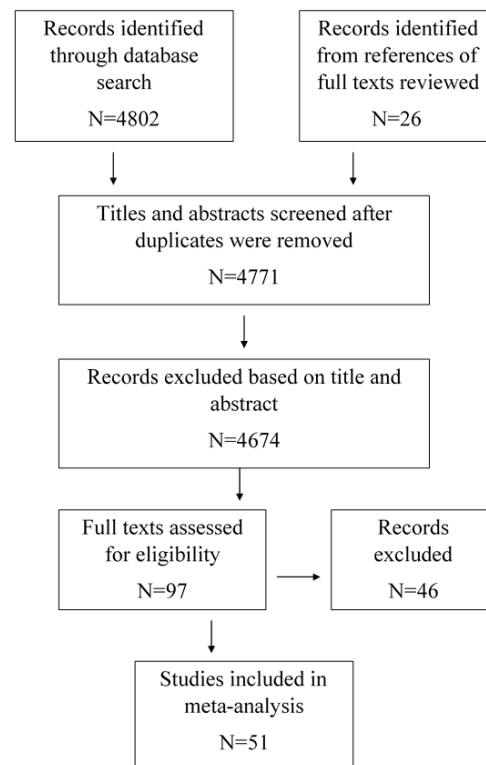 Records identified
through database
search
N=4802
Records identified
from references of
full texts reviewed
N=26
Titles and abstracts screened after
duplicates were removed
N=4771
Records excluded based on title and
abstract
N=4674
Full texts assessed
for eligibility
N=97
Records
excluded
N=46
Studies included in
meta-analysis
N=51